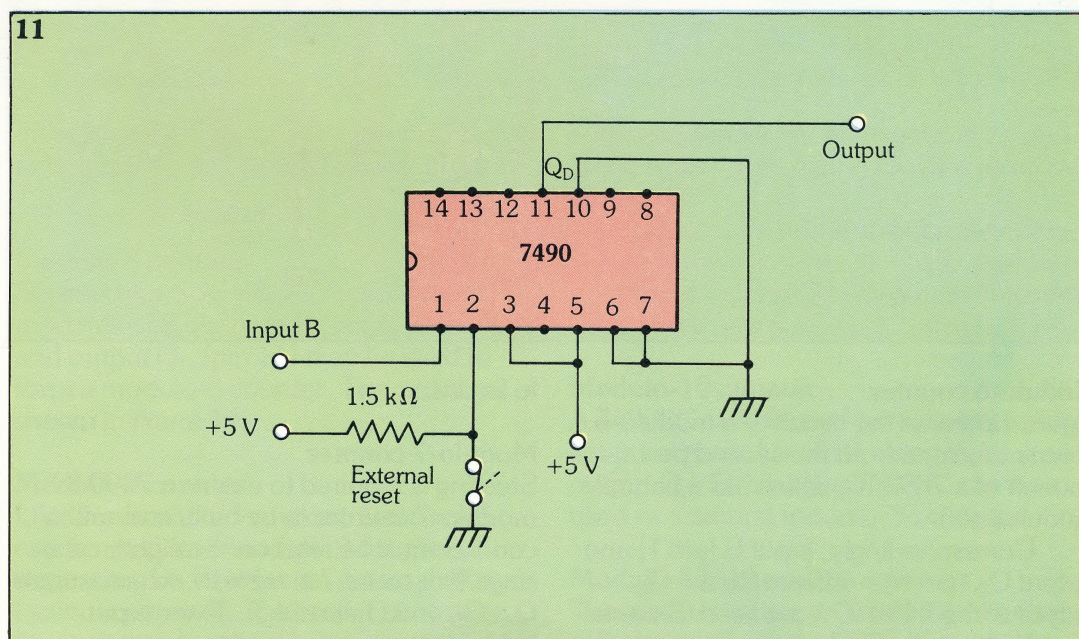 11
Output
Q_D
14 13 12 11 10 9 8
7490
1 2 3 4 5 6 7
Input B
1.5 kΩ
+5 V
+5 V
External
reset